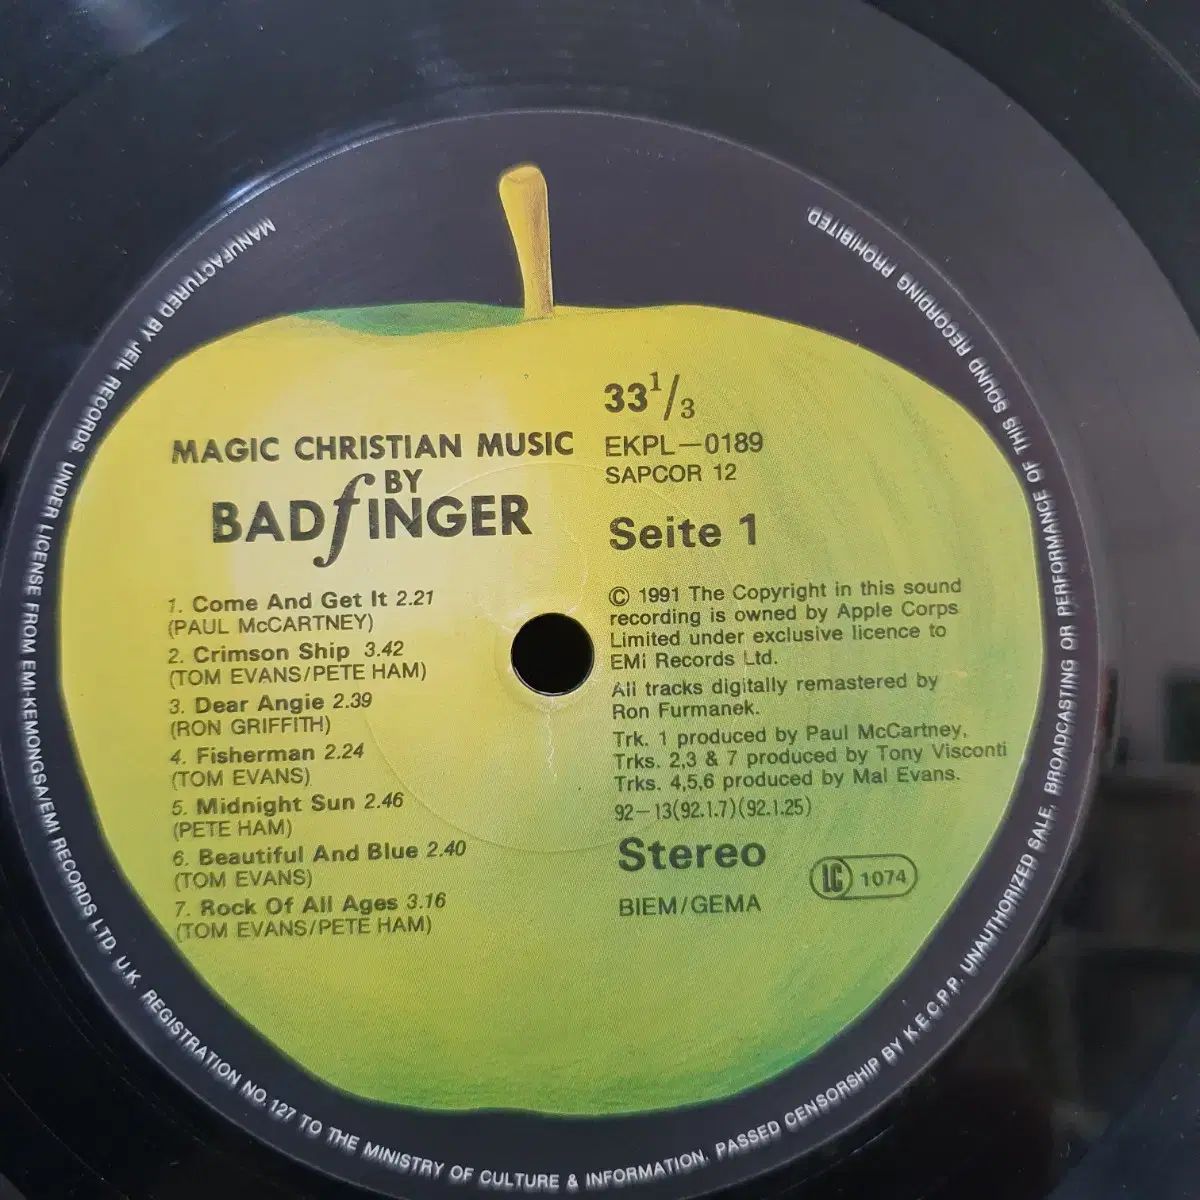 MAGIC CHRISTIAN MUSIC
BY
BADfINGER
1. Come And Get It 2.21
(PAUL McCARTNEY)
2. Crimson Ship 3.42
(TOM EVANS/PETE HAM)
3. Dear Angie 2.39
(RON GRIFFITH)
4. Fisherman 2.24
(TOM EVANS)
5. Midnight Sun 2.46
(PETE HAM)
6. Beautiful And Blue 2.40
(TOM EVANS)
7. Rock Of All Ages 3.16
(TOM EVANS/PETE HAM)
33 1/3
EKPL—0189
SAPCOR 12
Seite 1
© 1991 The Copyright in this sound
recording is owned by Apple Corps
Limited under exclusive licence to
EMI Records Ltd.
All tracks digitally remastered by
Ron Furmanek.
Trk. 1 produced by Paul McCartney,
Trks. 2,3 & 7 produced by Tony Visconti
Trks. 4,5,6 produced by Mal Evans.
92-13(92.1.7)(92.1.25)
Stereo
LC 1074
BIEM/GEMA
MANUFACTURED BY JEIL RECORDS. UNDER LICENSE FROM EMI-KEMONGSA/EMI RECORDS LTD. U.K. REGISTRATION NO. 127 TO THE MINISTRY OF CULTURE & INFORMATION. PASSED CENSORSHIP BY K.E.C.P.P. UNAUTHORIZED SALE, BROADCASTING OR PERFORMANCE OF THIS SOUND RECORDING PROHIBITED